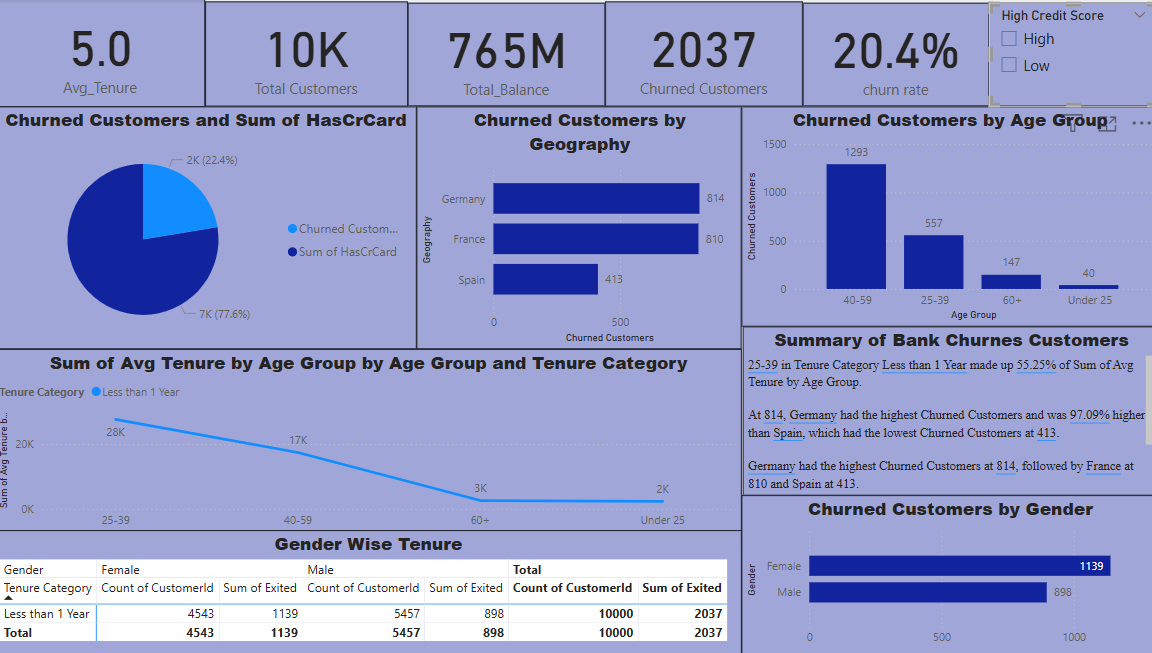 5.0
Avg_Tenure
10K
Total Customers
765M
Total_Balance
2037
Churned Customers
20.4%
churn rate
High Credit Score
High
Low
Churned Customers and Sum of HasCrCard
2K (22.4%)
7K (77.6%)
Churned Custom...
Sum of HasCrCard
Churned Customers by
Geography
Geography
Germany
814
France
810
Spain
413
0
500
Churned Customers
Churned Customers by Age Group
Churned Customers
1500
1000
500
0
1293
557
147
40
40-59
25-39
60+
Under 25
Age Group
Sum of Avg Tenure by Age Group by Age Group and Tenure Category
Tenure Category
Less than 1 Year
Sum of Avg Tenure b...
20K
0K
28K
17K
3K
2K
25-39
40-59
60+
Under 25
Summary of Bank Churnes Customers
25-39 in Tenure Category Less than 1 Year made up 55.25% of Sum of Avg
Tenure by Age Group.
At 814, Germany had the highest Churned Customers and was 97.09% higher
than Spain, which had the lowest Churned Customers at 413.
Germany had the highest Churned Customers at 814, followed by France at
810 and Spain at 413.
Gender Wise Tenure
Gender Female Male Total
Tenure Category Count of CustomerId Sum of Exited Count of CustomerId Sum of Exited Count of CustomerId Sum of Exited
Less than 1 Year 4543 1139 5457 898 10000 2037
Total 4543 1139 5457 898 10000 2037
Churned Customers by Gender
Gender
Female
1139
Male
898
0
500
1000